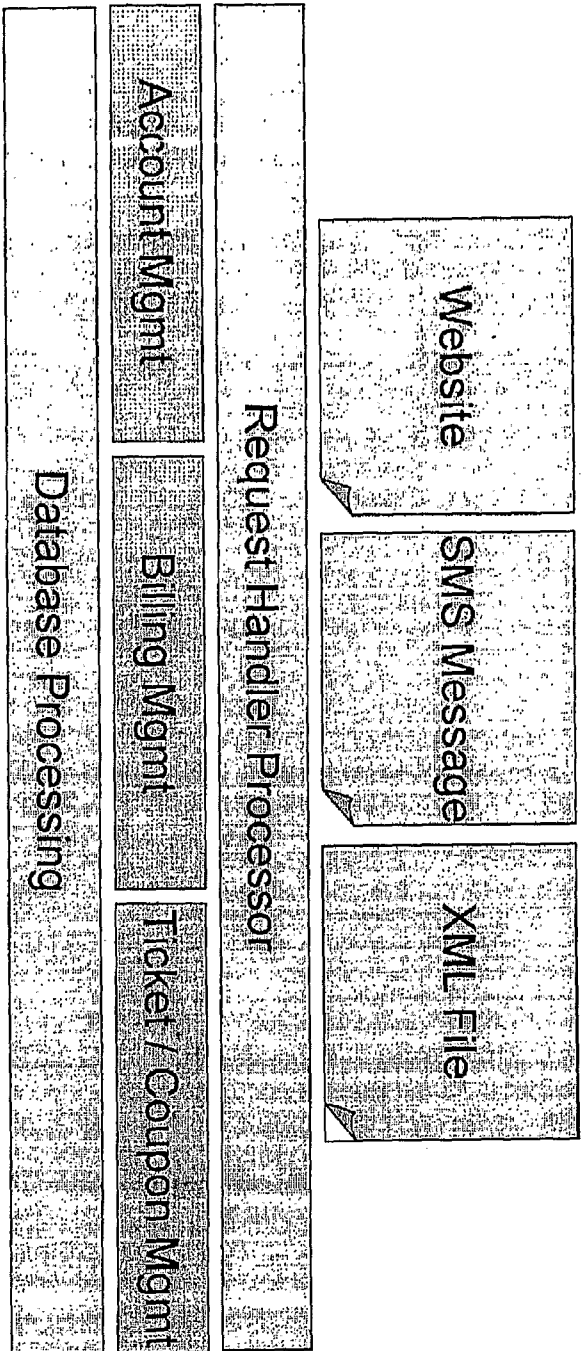 Website
SMS Message
XML File
Request Handler Processor
Account Mgmt
Billing Mgmt
Ticket / Coupon Mgmt
Database Processing